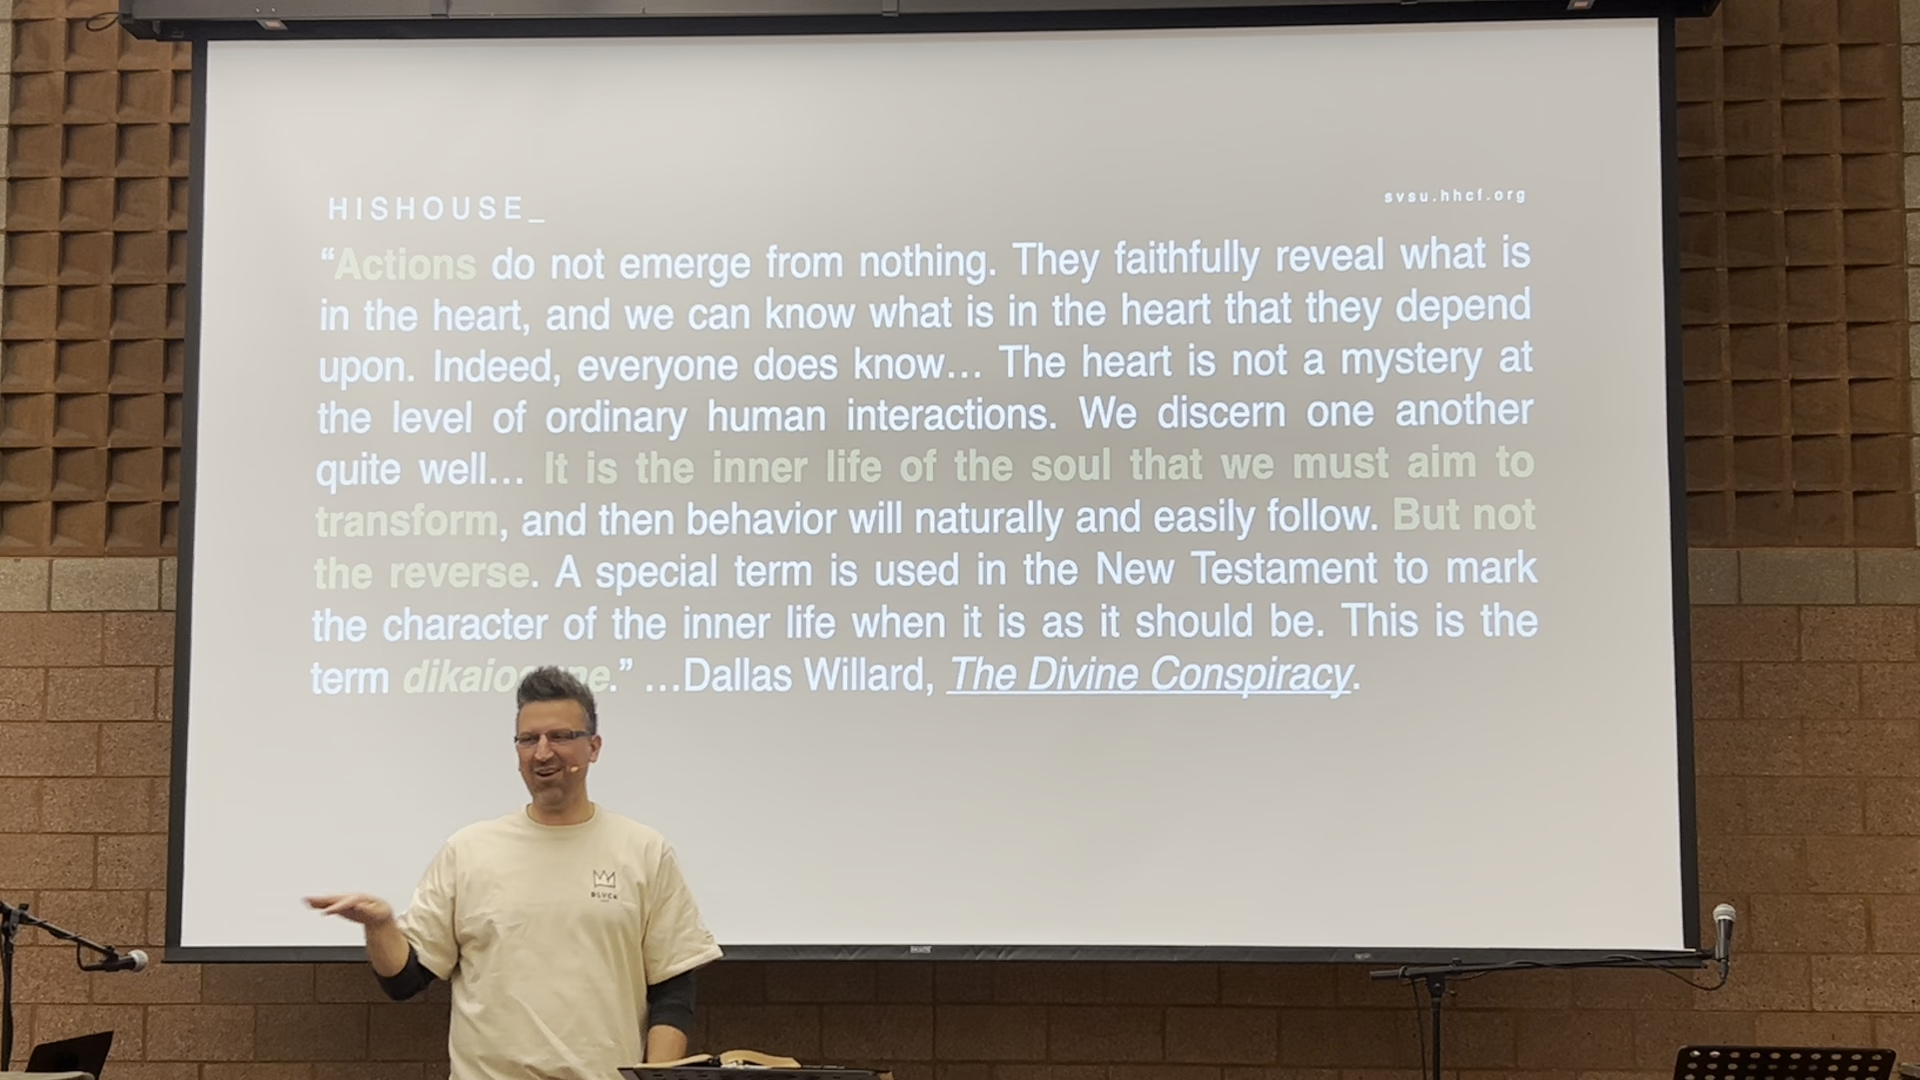 HISHOUSE_
svsu.hhcf.org
“Actions do not emerge from nothing. They faithfully reveal what is
in the heart, and we can know what is in the heart that they depend
upon. Indeed, everyone does know... The heart is not a mystery at
the level of ordinary human interactions. We discern one another
quite well... It is the inner life of the soul that we must aim to
transform, and then behavior will naturally and easily follow. But not
the reverse. A special term is used in the New Testament to mark
the character of the inner life when it is as it should be. This is the
term .” ...Dallas Willard, The Divine Conspiracy.
BLVCK